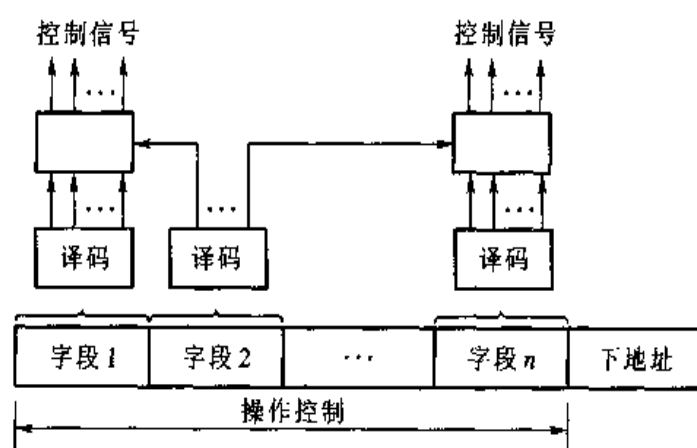 控制信号 控制信号
... ...
... ... ...
译码 译码 译码
字段1 字段2 ... 字段n 下地址
操作控制